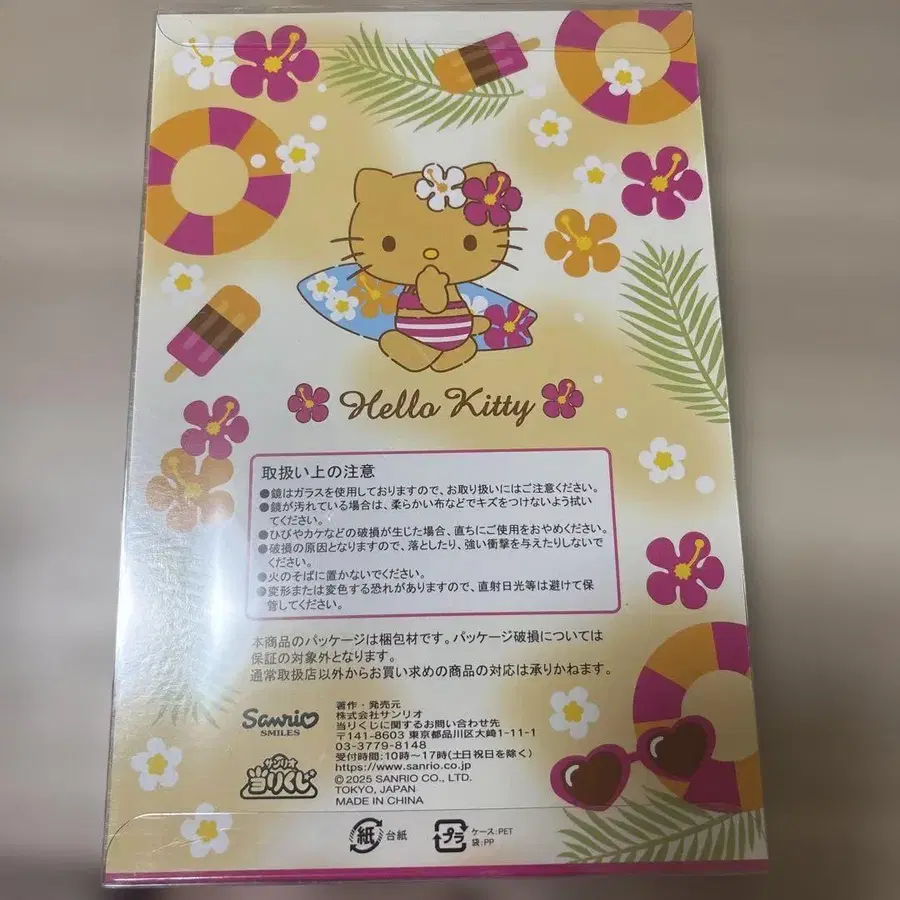 Hello Kitty
取扱い上の注意
●鏡はガラスを使用しておりますので、お取り扱いにはご注意ください。
●鏡が汚れている場合は、柔らかい布などでキズをつけないよう拭い
てください。
●ひびやカケなどの破損が生じた場合、直ちにご使用をおやめください。
●破損の原因となりますので、落としたり、強い衝撃を与えたりしないで
ください。
●火のそばに置かないでください。
●変形または変色する恐れがありますので、直射日光等は避けて保
管してください。
本商品のパッケージは梱包材です。パッケージ破損については
保証の対象外となります。
通常取扱店以外からお買い求めの商品の対応は承りかねます。
Sanrio
SMILES
サンリオ
当りくじ
著作・発売元
株式会社サンリオ
当りくじに関するお問い合わせ先
〒141-8603 東京都品川区大崎1-11-1
03-3779-8148
受付時間:10時～17時(土日祝日を除く)
https://www.sanrio.co.jp
© 2025 SANRIO CO., LTD.
TOKYO, JAPAN
MADE IN CHINA
紙 台紙
プラ ケース:PET
袋:PP